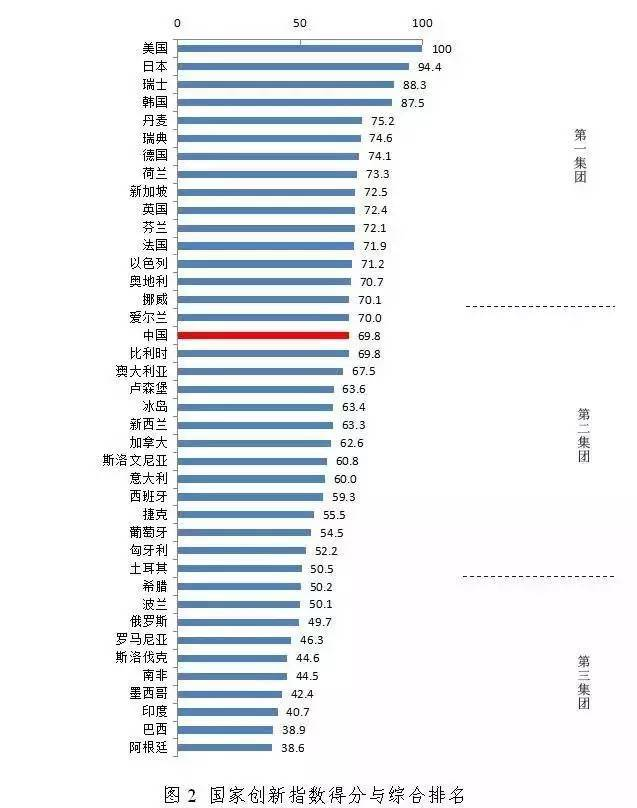 0 50 100
美国 100
日本 94.4
瑞士 88.3
韩国 87.5
丹麦 75.2
瑞典 74.6
德国 74.1
荷兰 73.3
新加坡 72.5
英国 72.4
芬兰 72.1
法国 71.9
以色列 71.2
奥地利 70.7
挪威 70.1
第一集团
爱尔兰 70.0
中国 69.8
比利时 69.8
澳大利亚 67.5
卢森堡 63.6
冰岛 63.4
新西兰 63.3
加拿大 62.6
斯洛文尼亚 60.8
意大利 60.0
西班牙 59.3
捷克 55.5
葡萄牙 54.5
匈牙利 52.2
土耳其 50.5
第二集团
希腊 50.2
波兰 50.1
俄罗斯 49.7
罗马尼亚 46.3
斯洛伐克 44.6
南非 44.5
墨西哥 42.4
印度 40.7
巴西 38.9
阿根廷 38.6
第三集团
图 2 国家创新指数得分与综合排名